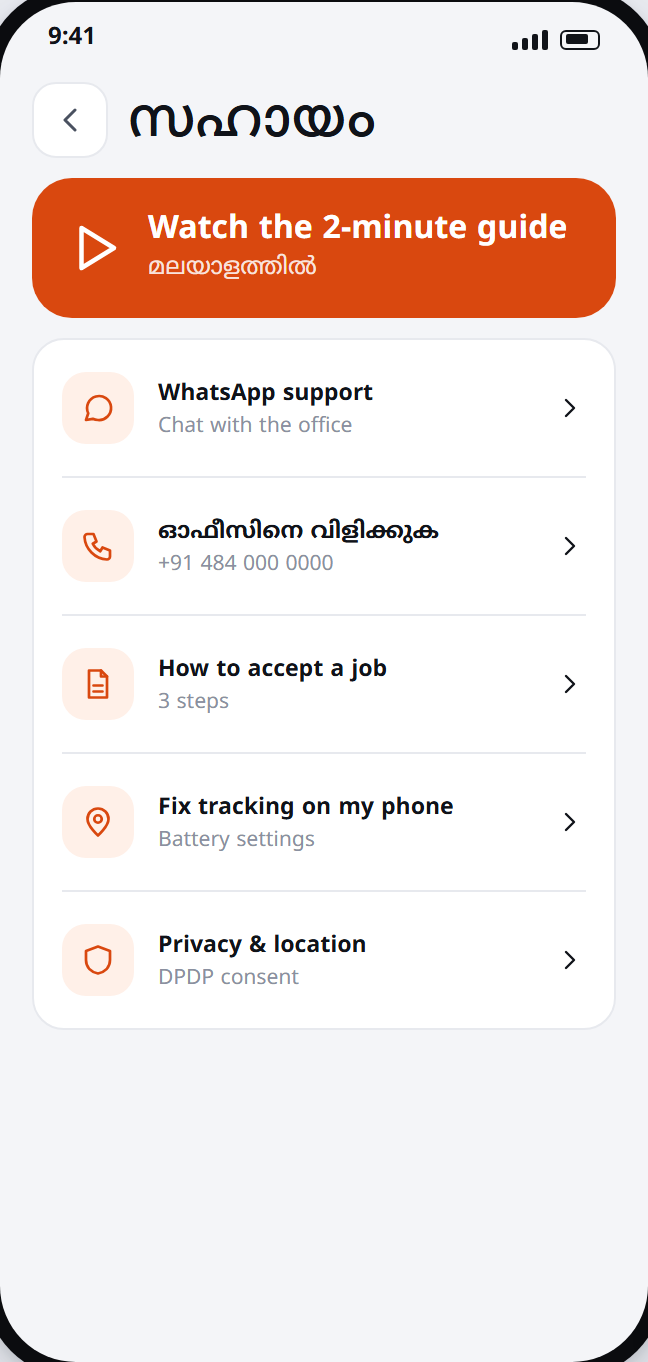 9:41
സഹായം
Watch the 2-minute guide
മലയാളത്തിൽ
WhatsApp support
Chat with the office
ഓഫീസിനെ വിളിക്കുക
+91 484 000 0000
How to accept a job
3 steps
Fix tracking on my phone
Battery settings
Privacy & location
DPDP consent